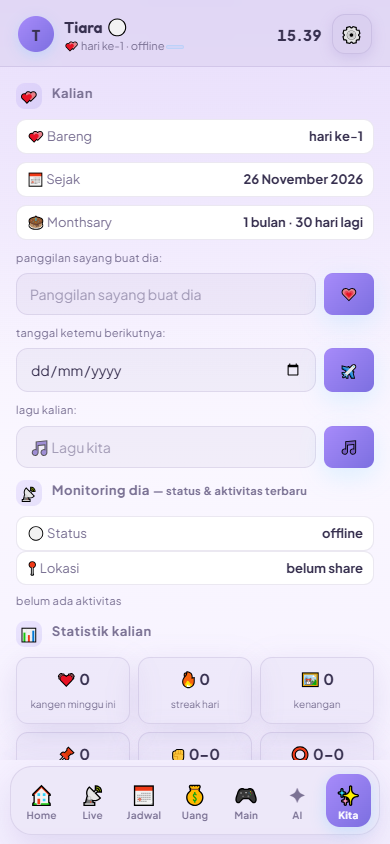 T
Tiara
hari ke-1 · offline
15.39
Kalian
Bareng
hari ke-1
Sejak
26 November 2026
Monthsary
1 bulan · 30 hari lagi
panggilan sayang buat dia:
Panggilan sayang buat dia
tanggal ketemu berikutnya:
dd/mm/yyyy
lagu kalian:
Lagu kita
Monitoring dia — status & aktivitas terbaru
Status
offline
Lokasi
belum share
belum ada aktivitas
Statistik kalian
0
kangen minggu ini
0
streak hari
0
kenangan
0
0–0
0–0
Home
Live
Jadwal
Uang
Main
AI
Kita